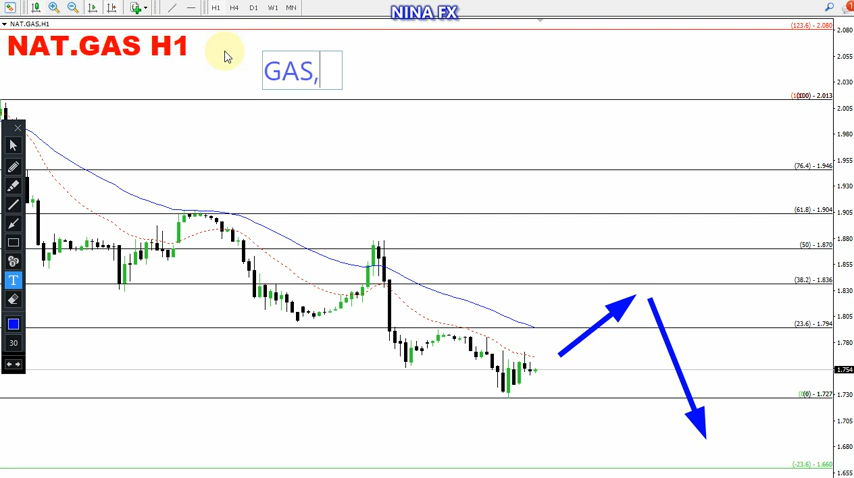 H1 H4 D1 W1 MN
NINA FX
NAT.GAS.H1
NAT.GAS H1
GAS,
(123.6) - 2.080
2.080
2.055
2.030
(100) - 2.013
2.005
1.980
1.955
(76.4) - 1.946
1.930
(61.8) - 1.904
1.905
1.880
(50) - 1.870
1.855
(38.2) - 1.836
1.830
1.805
(23.6) - 1.794
1.780
1.754
(0) - 1.727
1.730
1.705
1.680
(-23.6) - 1.660
1.655
T
30